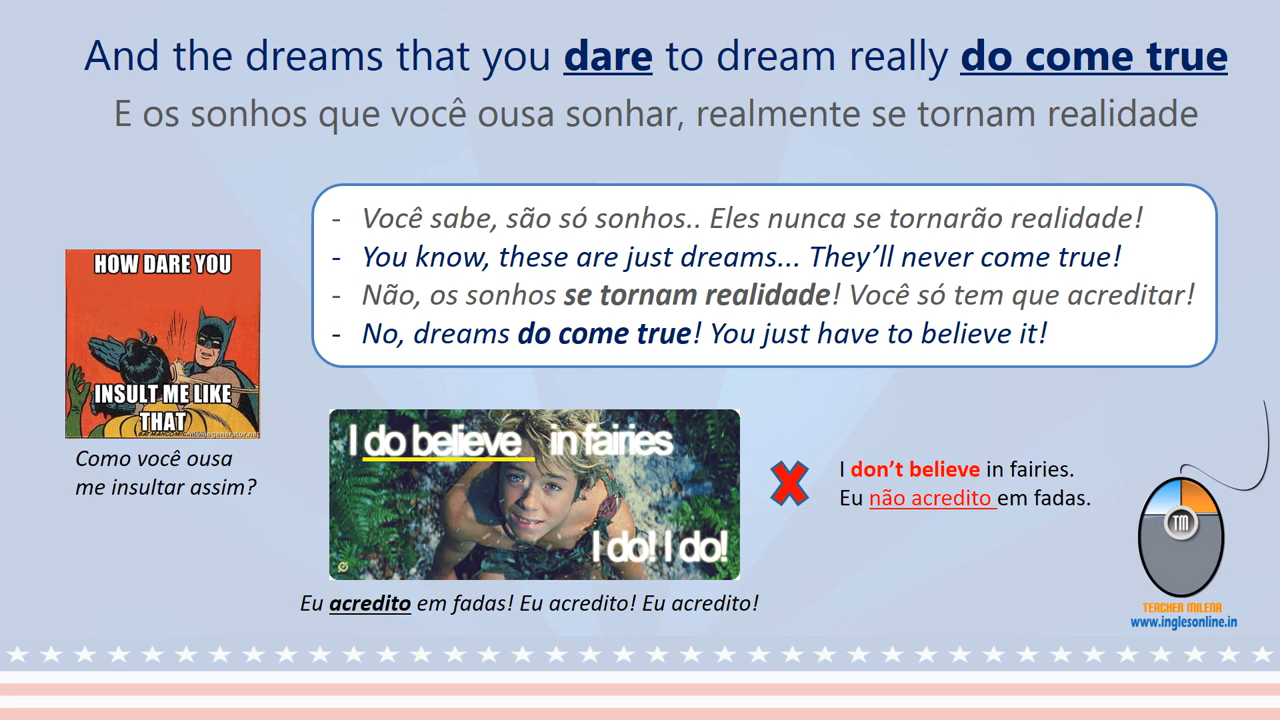 And the dreams that you dare to dream really do come true
E os sonhos que você ousa sonhar, realmente se tornam realidade
- Você sabe, são só sonhos.. Eles nunca se tornarão realidade!
- You know, these are just dreams... They’ll never come true!
- Não, os sonhos se tornam realidade! Você só tem que acreditar!
- No, dreams do come true! You just have to believe it!
HOW DARE YOU
INSULT ME LIKE
THAT
Como você ousa
me insultar assim?
I do believe in fairies
I do! I do!
Eu acredito em fadas! Eu acredito! Eu acredito!
I don’t believe in fairies.
Eu não acredito em fadas.
TM
TEACHER MILENA
www.inglesonline.in